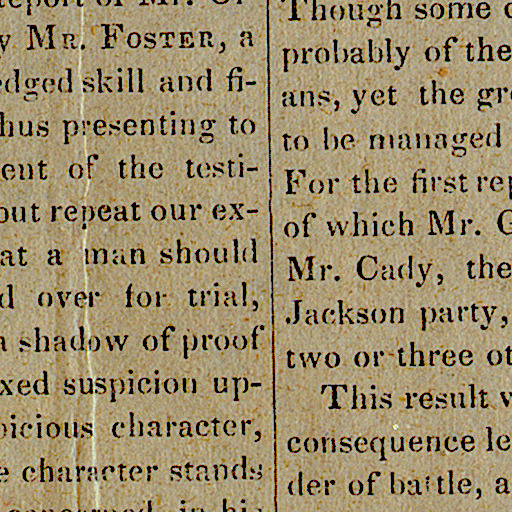 report of Mr.
y MR. FOSTER, a
edged skill and fi-
hus presenting to
ent of the testi-
out repeat our ex-
at a man should
d over for trial,
a shadow of proof
xed suspicion up-
picious character,
e character stands
concerned in his
Though some
probably of the
ans, yet the gre
to be managed
For the first rep
of which Mr. G
Mr. Cady, the
Jackson party,
two or three ot
This result w
consequence le
der of battle, a